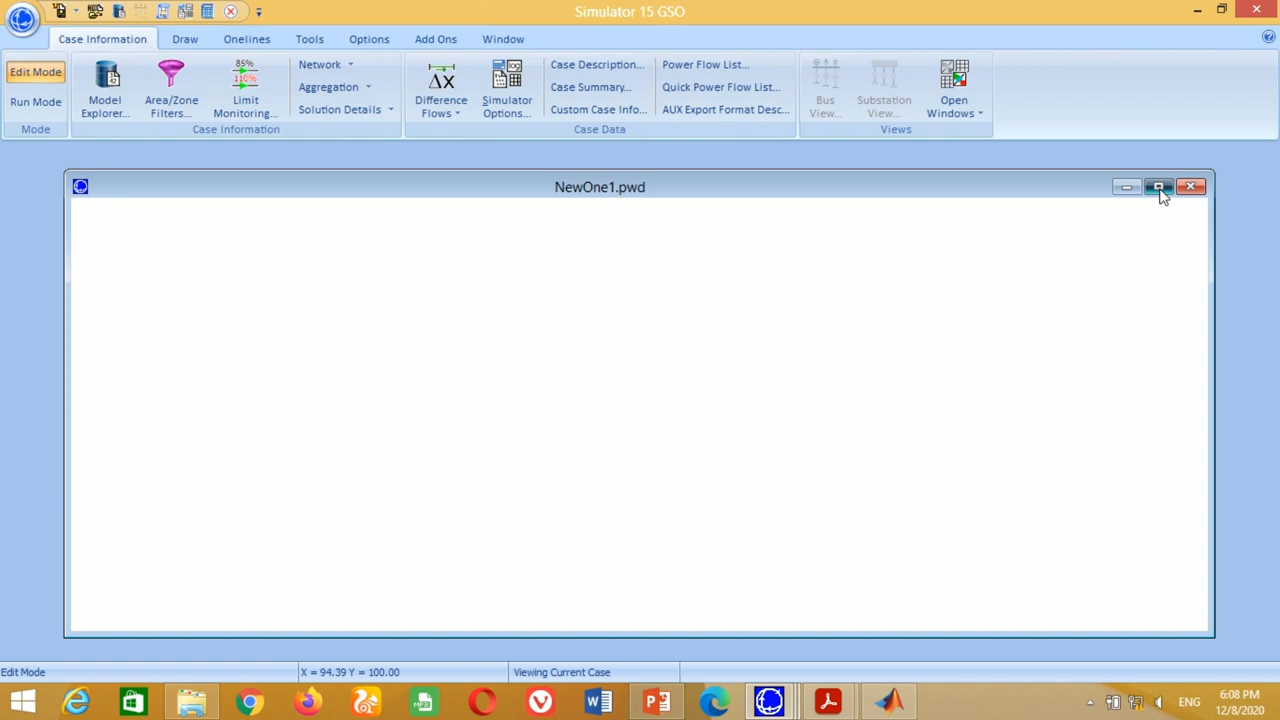 Simulator 15 GSO
Case Information Draw Onelines Tools Options Add Ons Window
Edit Mode
Run Mode
Mode
Model Explorer...
Area/Zone Filters...
85%
110%
Limit Monitoring...
Network
Aggregation
Solution Details
Case Information
ΔX
Difference Flows
Simulator Options...
Case Description...
Case Summary...
Custom Case Info...
Power Flow List...
Quick Power Flow List...
AUX Export Format Desc...
Case Data
Bus View...
Substation View...
Open Windows
Views
NewOne1.pwd
Edit Mode X = 94.39 Y = 100.00 Viewing Current Case
MP3
ENG
6:08 PM
12/8/2020